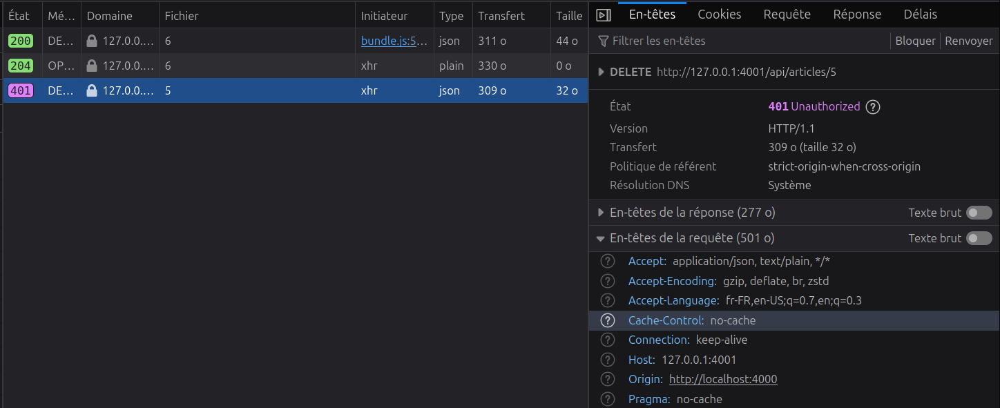 État Mé… Domaine Fichier Initiateur Type Transfert Taille
200 DE… 127.0.0.… 6 bundle.js:5… json 311 o 44 o
204 OP… 127.0.0.… 6 xhr plain 330 o 0 o
401 DE… 127.0.0.… 5 xhr json 309 o 32 o
En-têtes Cookies Requête Réponse Délais
Filtrer les en-têtes Bloquer Renvoyer
DELETE http://127.0.0.1:4001/api/articles/5
État 401 Unauthorized ?
Version HTTP/1.1
Transfert 309 o (taille 32 o)
Politique de référent strict-origin-when-cross-origin
Résolution DNS Système
En-têtes de la réponse (277 o) Texte brut
En-têtes de la requête (501 o) Texte brut
? Accept: application/json, text/plain, */*
? Accept-Encoding: gzip, deflate, br, zstd
? Accept-Language: fr-FR,en-US;q=0.7,en;q=0.3
? Cache-Control: no-cache
? Connection: keep-alive
? Host: 127.0.0.1:4001
? Origin: http://localhost:4000
? Pragma: no-cache